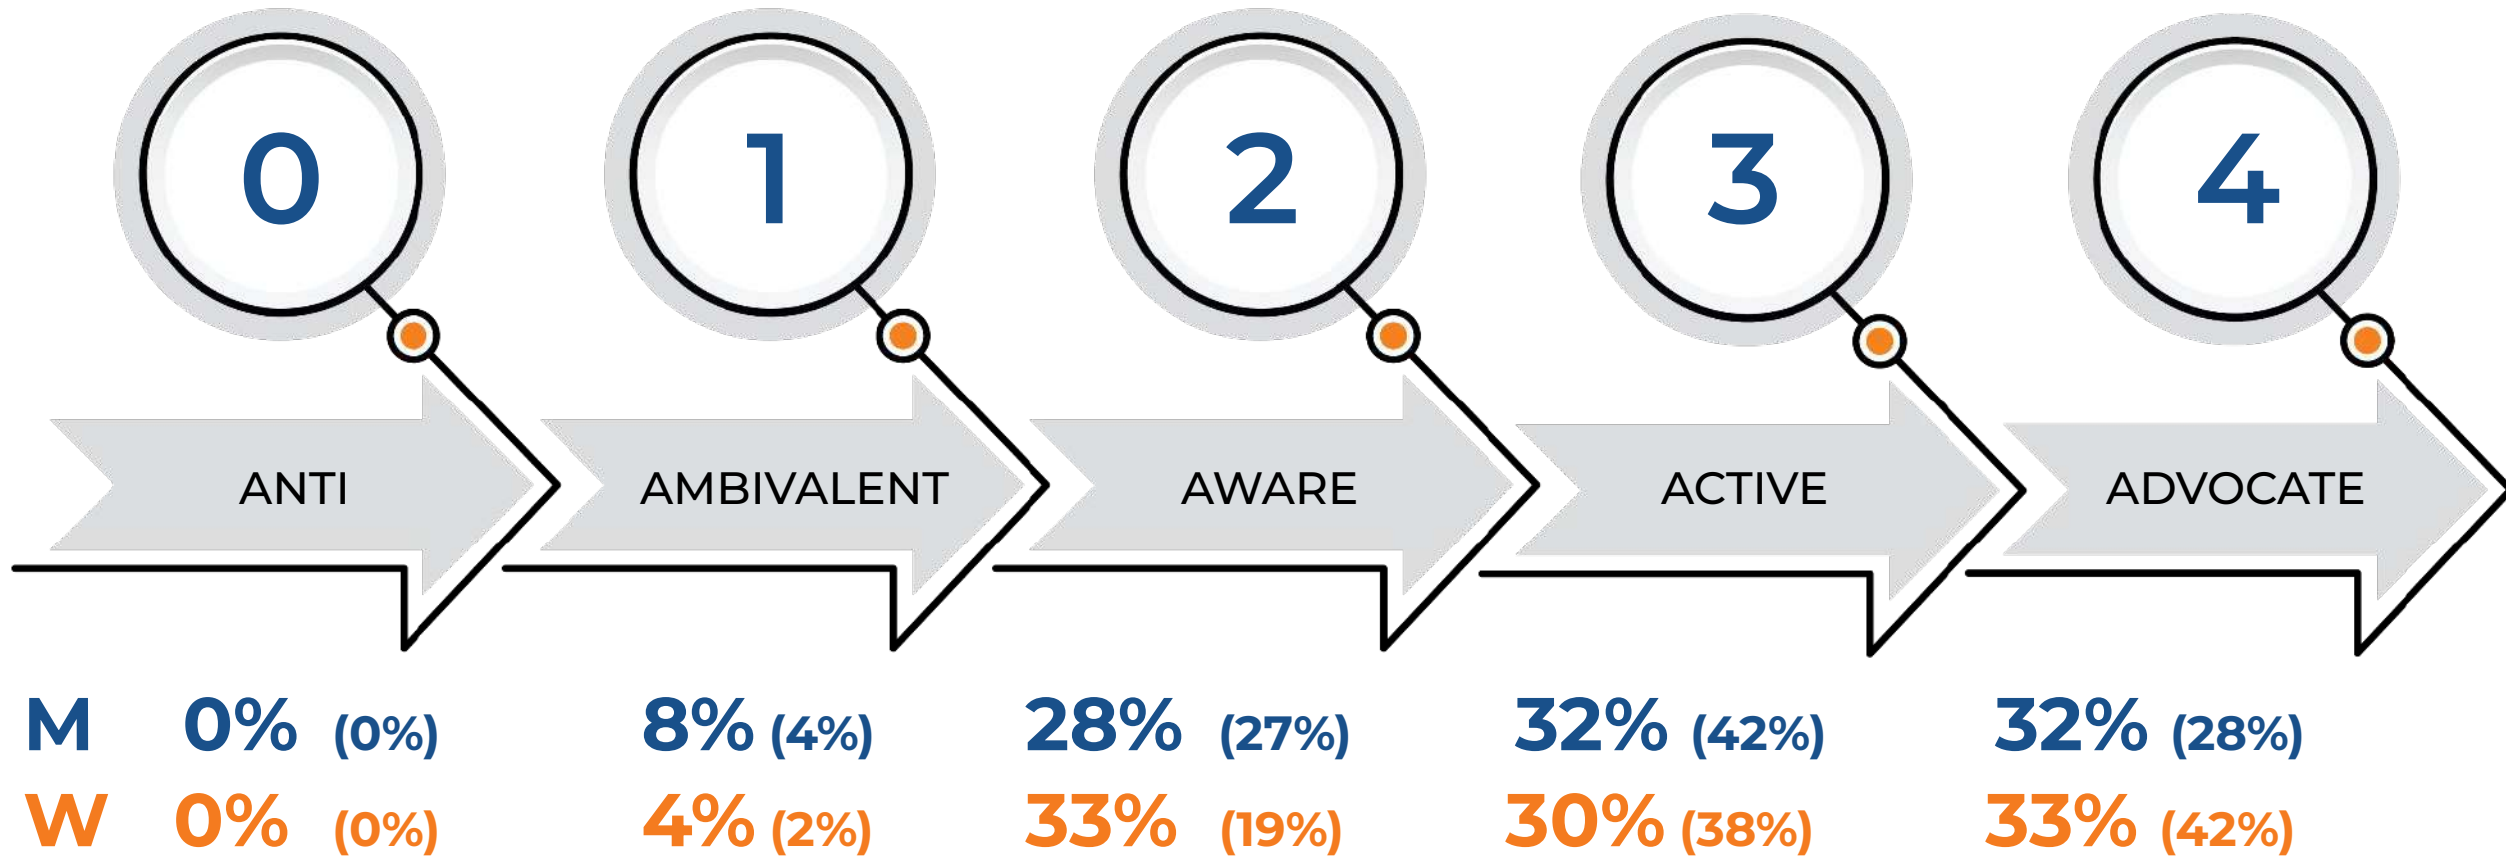 0 1 2 3 4
ANTI AMBIVALENT AWARE ACTIVE ADVOCATE
M 0% (0%) 8% (4%) 28% (27%) 32% (42%) 32% (28%)
W 0% (0%) 4% (2%) 33% (19%) 30% (38%) 33% (42%)